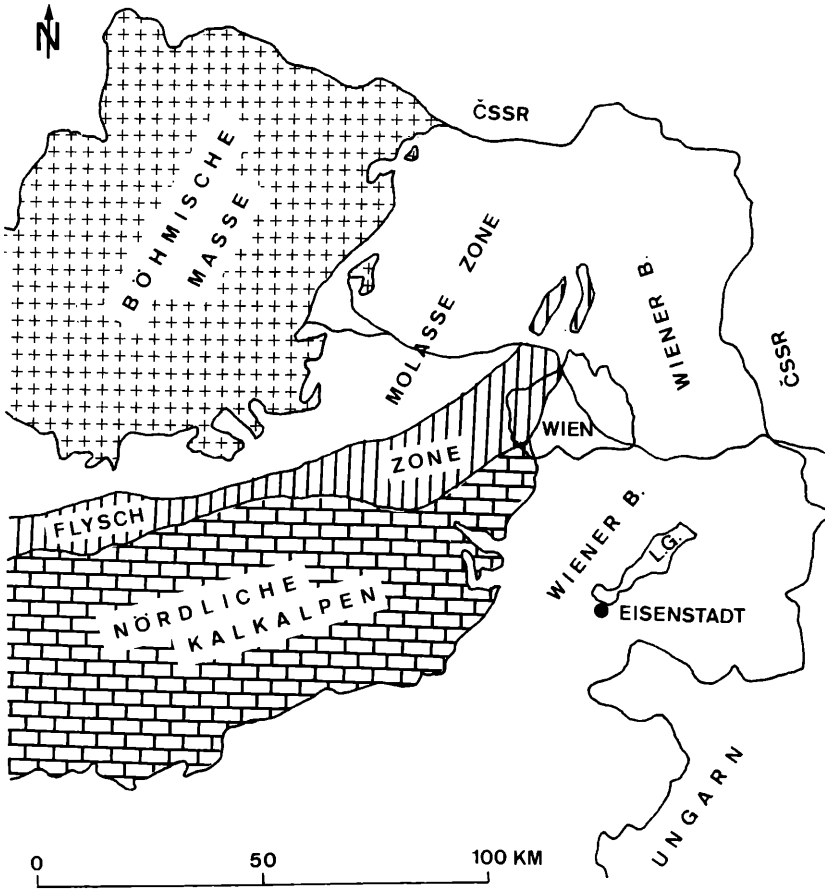 N
ČSSR
BÖHMISCHE
MASSE
MOLASSE ZONE
WIENER B.
ČSSR
WIEN
ZONE
FLYSCH
WIENER B.
L.G.
EISENSTADT
NÖRDLICHE
KALKALPEN
UNGARN
0 50 100 KM